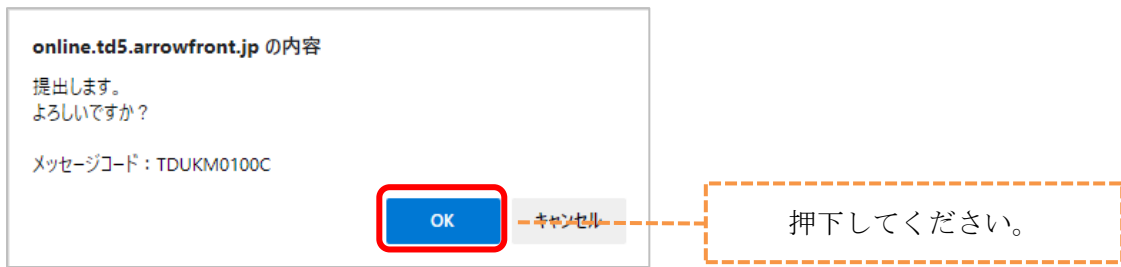 online.td5.arrowfront.jp の内容
提出します。
よろしいですか？
メッセージコード：TDUKM0100C
OK
キャンセル
押下してください。